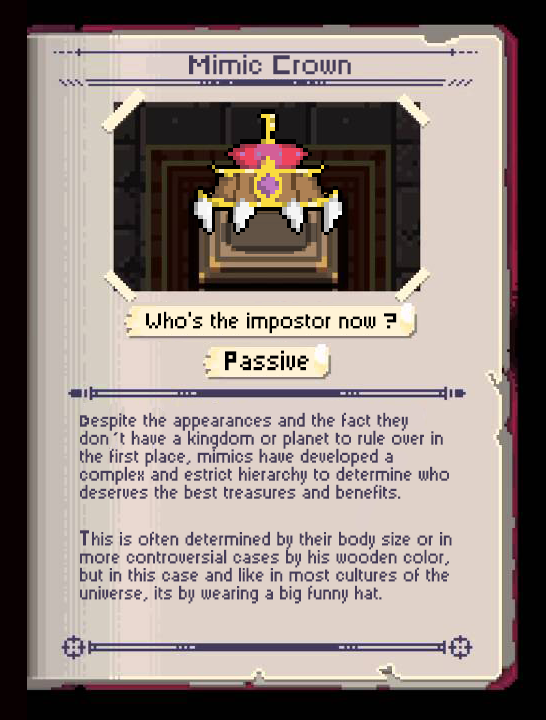 Mimic Crown
Who's the impostor now ?
Passive
Despite the appearances and the fact they
don´t have a kingdom or planet to rule over in
the first place, mimics have developed a
complex and estrict hierarchy to determine who
deserves the best treasures and benefits.
This is often determined by their body size or in
more controversial cases by his wooden color,
but in this case and like in most cultures of the
universe, its by wearing a big funny hat.